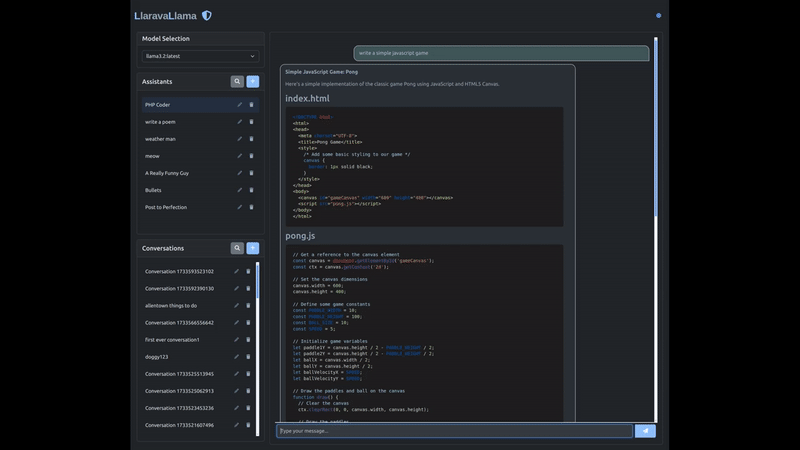 LlaravaLlama
Model Selection
llama3.2:latest
Assistants
PHP Coder
write a poem
weather man
meow
A Really Funny Guy
Bullets
Post to Perfection
Conversations
Conversation 1733593523102
Conversation 1733592390130
allentown things to do
Conversation 1733566556642
first ever conversation1
doggy123
Conversation 1733525513945
Conversation 1733525062913
Conversation 1733523453236
Conversation 1733521607496
write a simple javascript game
Simple JavaScript Game: Pong
Here's a simple implementation of the classic game Pong using JavaScript and HTML5 Canvas.
index.html
<!DOCTYPE html>
<html>
<head>
<meta charset="UTF-8">
<title>Pong Game</title>
<style>
/* Add some basic styling to our game */
canvas {
border: 1px solid black;
}
</style>
</head>
<body>
<canvas id="gameCanvas" width="600" height="400"></canvas>
<script src="pong.js"></script>
</body>
</html>
pong.js
// Get a reference to the canvas element
const canvas = document.getElementById('gameCanvas');
const ctx = canvas.getContext('2d');
// Set the canvas dimensions
canvas.width = 600;
canvas.height = 400;
// Define some game constants
const PADDLE_WIDTH = 10;
const PADDLE_HEIGHT = 100;
const BALL_SIZE = 10;
const SPEED = 5;
// Initialize game variables
let paddle1Y = canvas.height / 2 - PADDLE_HEIGHT / 2;
let paddle2Y = canvas.height / 2 - PADDLE_HEIGHT / 2;
let ballX = canvas.width / 2;
let ballY = canvas.height / 2;
let ballVelocityX = SPEED;
let ballVelocityY = SPEED;
// Draw the paddles and ball on the canvas
function draw() {
// Clear the canvas
ctx.clearRect(0, 0, canvas.width, canvas.height);
// Draw the paddles
Type your message...